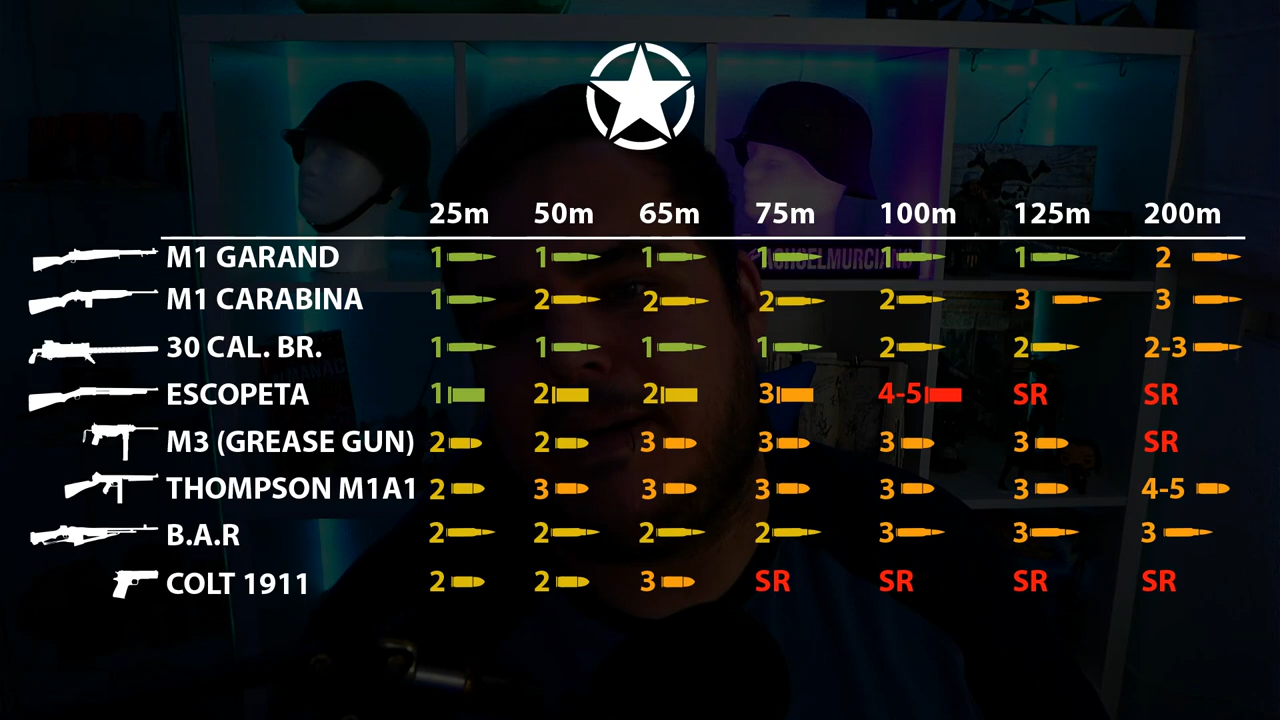 25m 50m 65m 75m 100m 125m 200m
M1 GARAND 1 1 1 1 1 1 2
M1 CARABINA 1 2 2 2 2 3 3
30 CAL. BR. 1 1 1 1 2 2 2-3
ESCOPETA 1 2 2 3 4-5 SR SR
M3 (GREASE GUN) 2 2 3 3 3 3 SR
THOMPSON M1A1 2 3 3 3 3 3 4-5
B.A.R 2 2 2 2 3 3 3
COLT 1911 2 2 3 SR SR SR SR